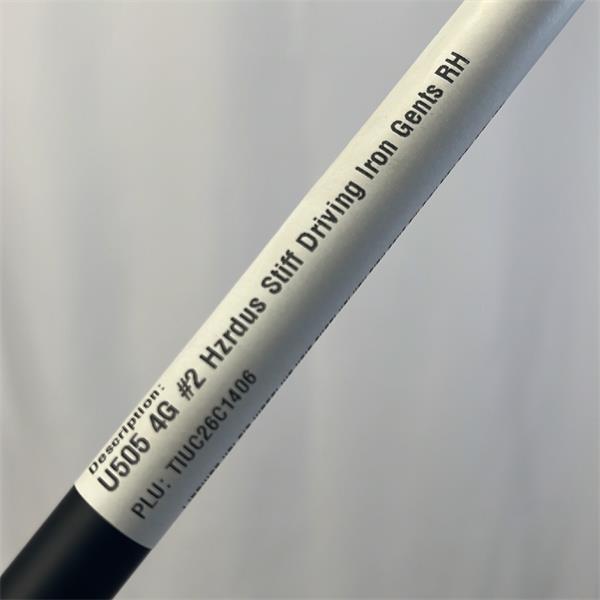 Description:
U505 4G #2 Hzrdus Stiff Driving Iron Gents RH
PLU: TIUC26C1406